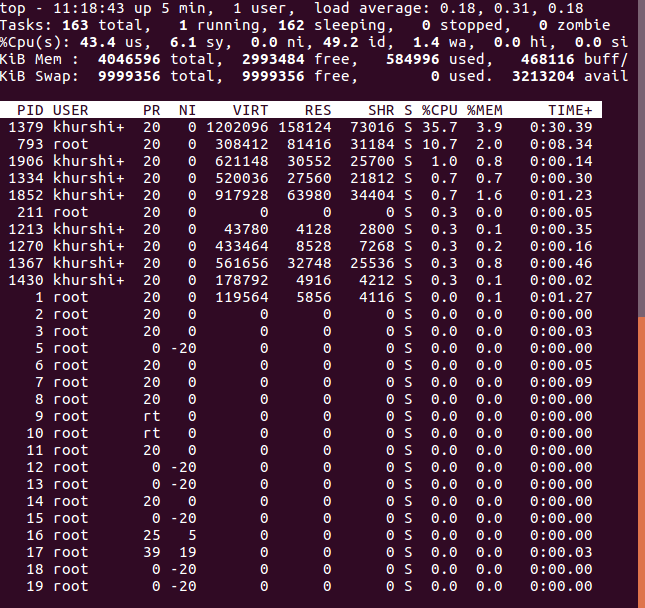 top - 11:18:43 up 5 min,  1 user,  load average: 0.18, 0.31, 0.18
Tasks: 163 total,   1 running, 162 sleeping,   0 stopped,   0 zombie
%Cpu(s): 43.4 us,  6.1 sy,  0.0 ni, 49.2 id,  1.4 wa,  0.0 hi,  0.0 si
KiB Mem :  4046596 total,  2993484 free,   584996 used,   468116 buff/
KiB Swap:  9999356 total,  9999356 free,        0 used.  3213204 avail
PID USER      PR  NI    VIRT    RES    SHR S %CPU %MEM     TIME+
1379 khurshi+  20   0 1202096 158124  73016 S 35.7  3.9   0:30.39
793 root      20   0  308412  81416  31184 S 10.7  2.0   0:08.34
1906 khurshi+  20   0  621148  30552  25700 S  1.0  0.8   0:00.14
1334 khurshi+  20   0  520036  27560  21812 S  0.7  0.7   0:00.30
1852 khurshi+  20   0  917928  63980  34404 S  0.7  1.6   0:01.23
211 root      20   0       0      0      0 S  0.3  0.0   0:00.05
1213 khurshi+  20   0   43780   4128   2800 S  0.3  0.1   0:00.35
1270 khurshi+  20   0  433464   8528   7268 S  0.3  0.2   0:00.16
1367 khurshi+  20   0  561656  32748  25536 S  0.3  0.8   0:00.46
1430 khurshi+  20   0  178792   4916   4212 S  0.3  0.1   0:00.02
1 root      20   0  119564   5856   4116 S  0.0  0.1   0:01.27
2 root      20   0       0      0      0 S  0.0  0.0   0:00.00
3 root      20   0       0      0      0 S  0.0  0.0   0:00.03
5 root       0 -20       0      0      0 S  0.0  0.0   0:00.00
6 root      20   0       0      0      0 S  0.0  0.0   0:00.05
7 root      20   0       0      0      0 S  0.0  0.0   0:00.09
8 root      20   0       0      0      0 S  0.0  0.0   0:00.00
9 root      rt   0       0      0      0 S  0.0  0.0   0:00.00
10 root      rt   0       0      0      0 S  0.0  0.0   0:00.00
11 root      20   0       0      0      0 S  0.0  0.0   0:00.00
12 root       0 -20       0      0      0 S  0.0  0.0   0:00.00
13 root       0 -20       0      0      0 S  0.0  0.0   0:00.00
14 root      20   0       0      0      0 S  0.0  0.0   0:00.00
15 root       0 -20       0      0      0 S  0.0  0.0   0:00.00
16 root      25   5       0      0      0 S  0.0  0.0   0:00.00
17 root      39  19       0      0      0 S  0.0  0.0   0:00.03
18 root       0 -20       0      0      0 S  0.0  0.0   0:00.00
19 root       0 -20       0      0      0 S  0.0  0.0   0:00.00